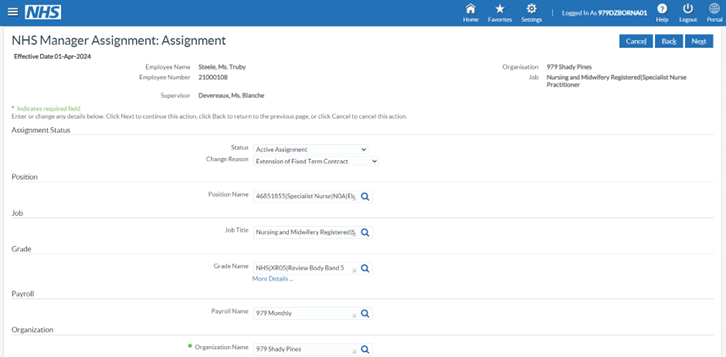 NHS
Home Favorites Settings Logged In As 979DZBORNA01 Help Logout Portal
NHS Manager Assignment: Assignment
Cancel Back Next
Effective Date 01-Apr-2024
Employee Name Steele, Ms. Truby
Organisation 979 Shady Pines
Employee Number 21000108
Job Nursing and Midwifery Registered|Specialist Nurse
Practitioner
Supervisor Devereaux, Ms. Blanche
* Indicates required field
Enter or change any details below. Click Next to continue this action, click Back to return to the previous page, or click Cancel to cancel this action.
Assignment Status
Status Active Assignment
Change Reason Extension of Fixed Term Contract
Position
Position Name 46851855|Specialist Nurse|N0A|
Job
Job Title Nursing and Midwifery Registered|
Grade
Grade Name NHS|XR05|Review Body Band 5
More Details ...
Payroll
Payroll Name 979 Monthly
Organization
Organization Name 979 Shady Pines